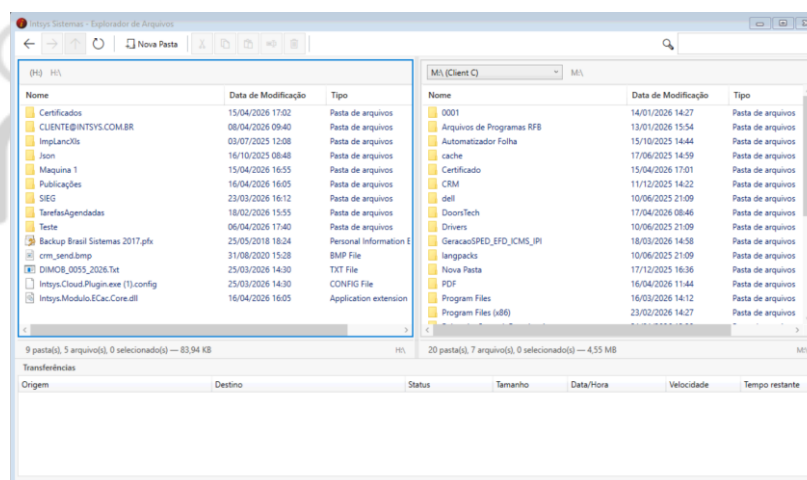 Intsys Sistemas - Explorador de Arquivos
Nova Pasta
(H:) H:\
Nome Data de Modificação Tipo
Certificados 15/04/2026 17:02 Pasta de arquivos
CLIENTE@INTSYS.COM.BR 08/04/2026 09:40 Pasta de arquivos
ImpLancXls 03/07/2025 12:08 Pasta de arquivos
Json 16/10/2025 08:48 Pasta de arquivos
Maquina 1 15/04/2026 16:55 Pasta de arquivos
Publicações 16/04/2026 16:05 Pasta de arquivos
SIEG 23/03/2026 16:12 Pasta de arquivos
TarefasAgendadas 18/02/2026 15:55 Pasta de arquivos
Teste 06/04/2026 17:40 Pasta de arquivos
Backup Brasil Sistemas 2017.pfx 25/05/2018 18:24 Personal Information E
crm_send.bmp 31/08/2020 15:28 BMP File
DIMOB_0055_2026.Txt 25/03/2026 14:30 TXT File
Intsys.Cloud.Plugin.exe (1).config 25/03/2026 14:30 CONFIG File
Intsys.Modulo.ECac.Core.dll 16/04/2026 16:05 Application extension
9 pasta(s), 5 arquivo(s), 0 selecionado(s) — 83,94 KB H:\
M:\ (Client C) M:\
Nome Data de Modificação Tipo
0001 14/01/2026 14:27 Pasta de arquivos
Arquivos de Programas RFB 13/01/2026 15:54 Pasta de arquivos
Automatizador Folha 15/10/2025 14:44 Pasta de arquivos
cache 17/06/2025 14:59 Pasta de arquivos
Certificado 15/04/2026 17:01 Pasta de arquivos
CRM 11/12/2025 14:22 Pasta de arquivos
dell 10/06/2025 21:09 Pasta de arquivos
DoorsTech 17/04/2026 08:46 Pasta de arquivos
Drivers 10/06/2025 21:09 Pasta de arquivos
GeracaoSPED_EFD_ICMS_IPI 18/03/2026 14:58 Pasta de arquivos
langpacks 10/06/2025 21:09 Pasta de arquivos
Nova Pasta 17/12/2025 16:36 Pasta de arquivos
PDF 16/04/2026 11:44 Pasta de arquivos
Program Files 16/03/2026 14:12 Pasta de arquivos
Program Files (x86) 23/02/2026 14:27 Pasta de arquivos
20 pasta(s), 7 arquivo(s), 0 selecionado(s) — 4,55 MB M:\
Transferências
Origem Destino Status Tamanho Data/Hora Velocidade Tempo restante